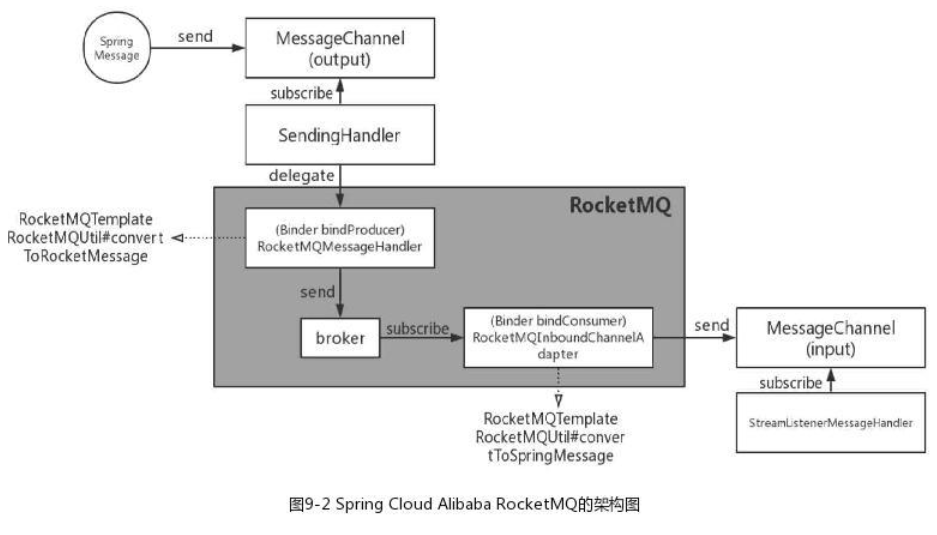 Spring
Message
send
MessageChannel
(output)
subscribe
SendingHandler
delegate
RocketMQ
RocketMQTemplate
RocketMQUtil#convert
ToRocketMessage
(Binder bindProducer)
RocketMQMessageHandler
send
broker
subscribe
(Binder bindConsumer)
RocketMQInboundChannelA
dapter
send
MessageChannel
(input)
subscribe
StreamListenerMessageHandler
RocketMQTemplate
RocketMQUtil#conver
tToSpringMessage
图9-2 Spring Cloud Alibaba RocketMQ的架构图